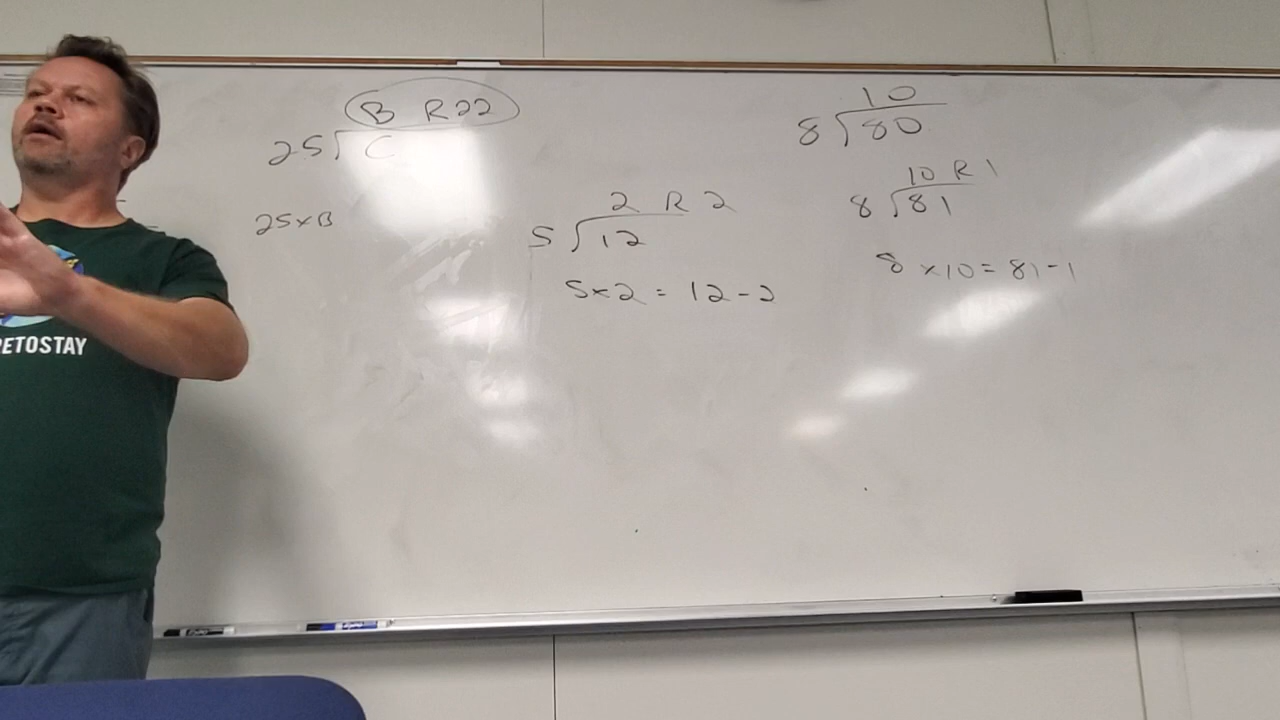 B R22
25 C
25×B
2 R 2
5 12
5×2 = 12-2
10
8 80
10 R 1
8 81
8 ×10 = 81-1
ETOSTAY